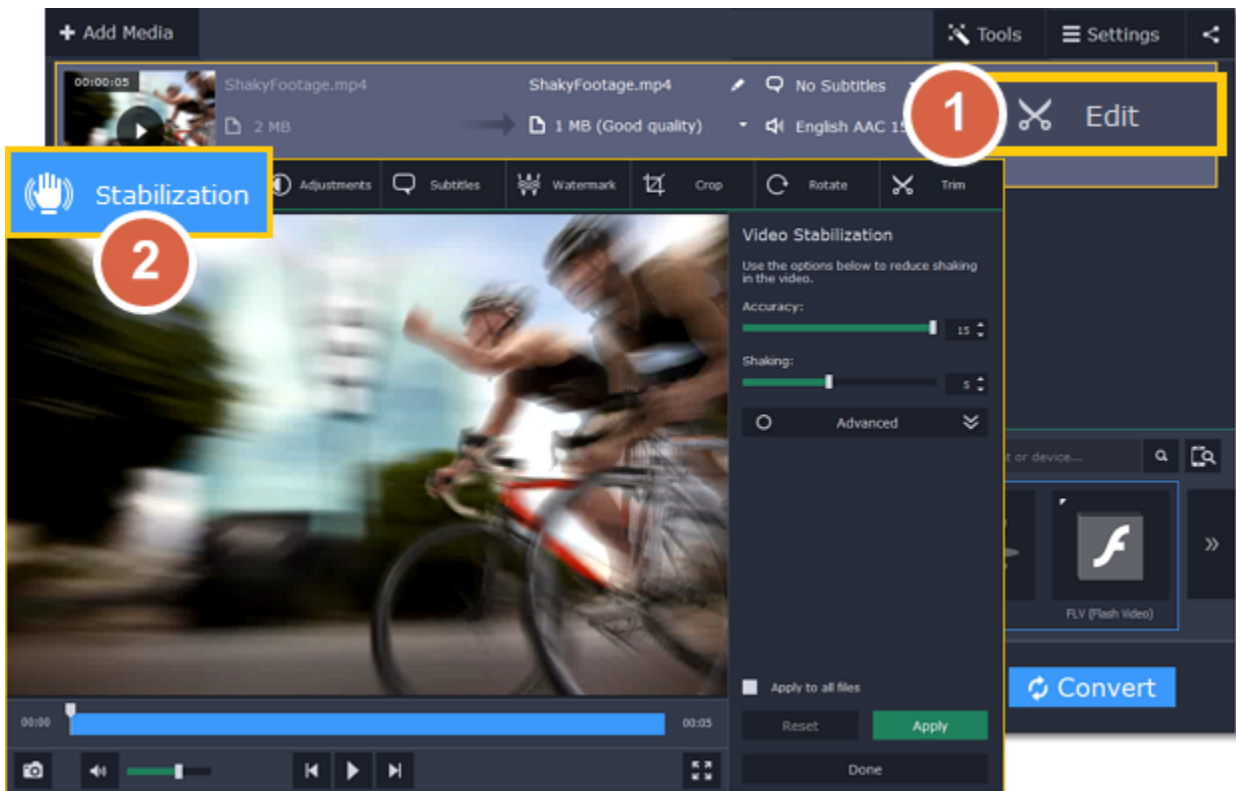 Add Media
Tools
Settings
00:00:05
ShakyFootage.mp4
ShakyFootage.mp4
No Subtitles
1
Edit
2 MB
1 MB (Good quality)
English AAC
Stabilization
Adjustments
Subtitles
Watermark
Crop
Rotate
Trim
2
Video Stabilization
Use the options below to reduce shaking
in the video.
Accuracy:
15
Shaking:
5
Advanced
or device...
FLV (Flash Video)
Apply to all files
Convert
00:00
00:05
Reset
Apply
Done